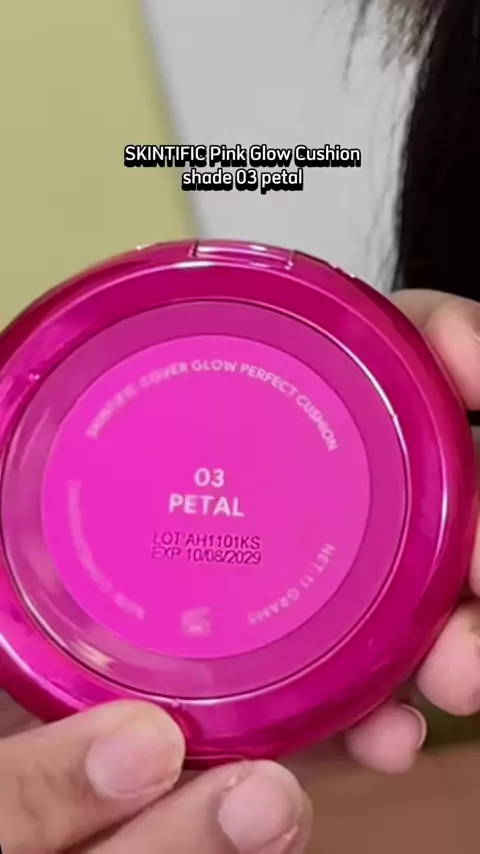 SKINTIFIC Pink Glow Cushion
shade 03 petal
SKINTIFIC COVER GLOW PERFECT CUSHION
03
PETAL
LOT AH1101KS
EXP 10/08/2029
NET 11 GRAMS